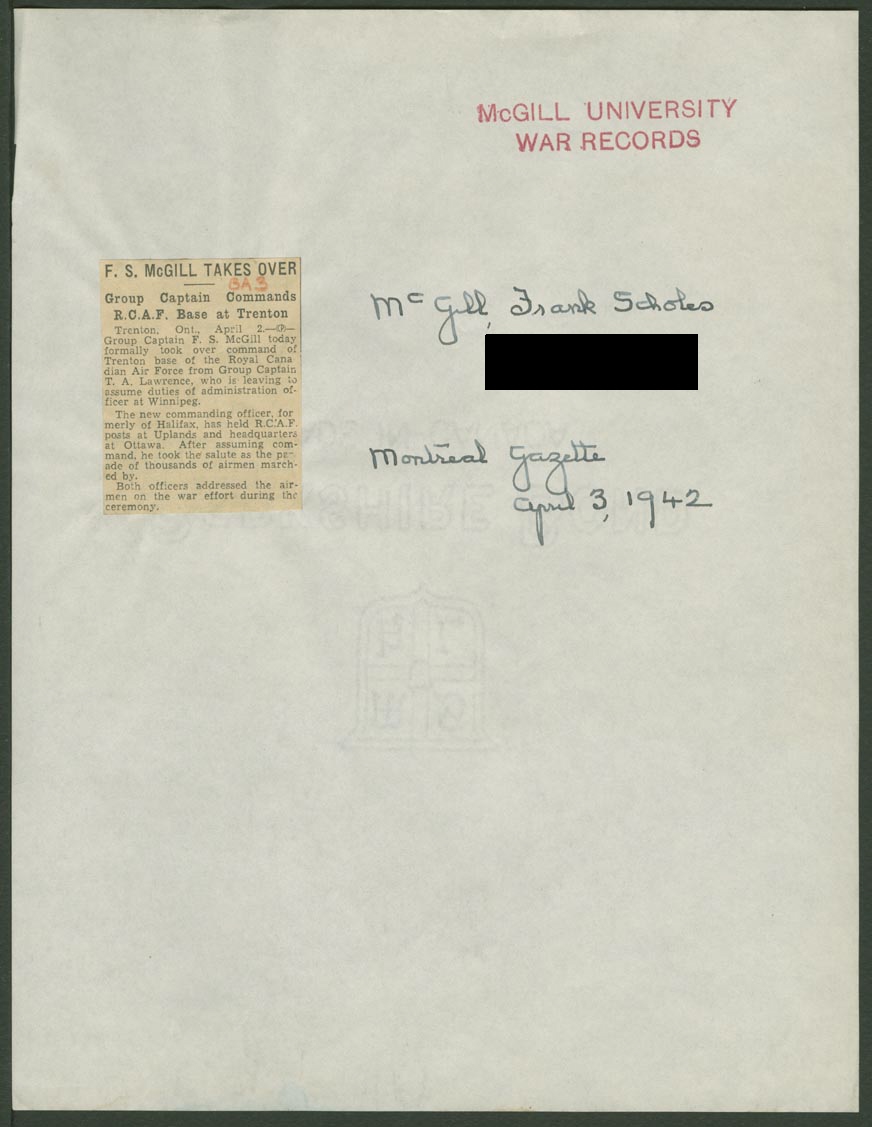 McGILL UNIVERSITY
WAR RECORDS
F. S. McGILL TAKES OVER
GA3
Group Captain Commands
R.C.A.F. Base at Trenton
Trenton, Ont., April 2.—(P)—
Group Captain F. S. McGill today
formally took over command of
Trenton base of the Royal Cana
dian Air Force from Group Captain
T. A. Lawrence, who is leaving to
assume duties of administration of-
ficer at Winnipeg.
The new commanding officer, for
merly of Halifax, has held R.C.A.F.
posts at Uplands and headquarters
at Ottawa. After assuming com-
mand, he took the salute as the pa-
ade of thousands of airmen march-
ed by.
Both officers addressed the air-
men on the war effort during the
ceremony.
McGill, Frank Scholes
Montreal Gazette
April 3, 1942